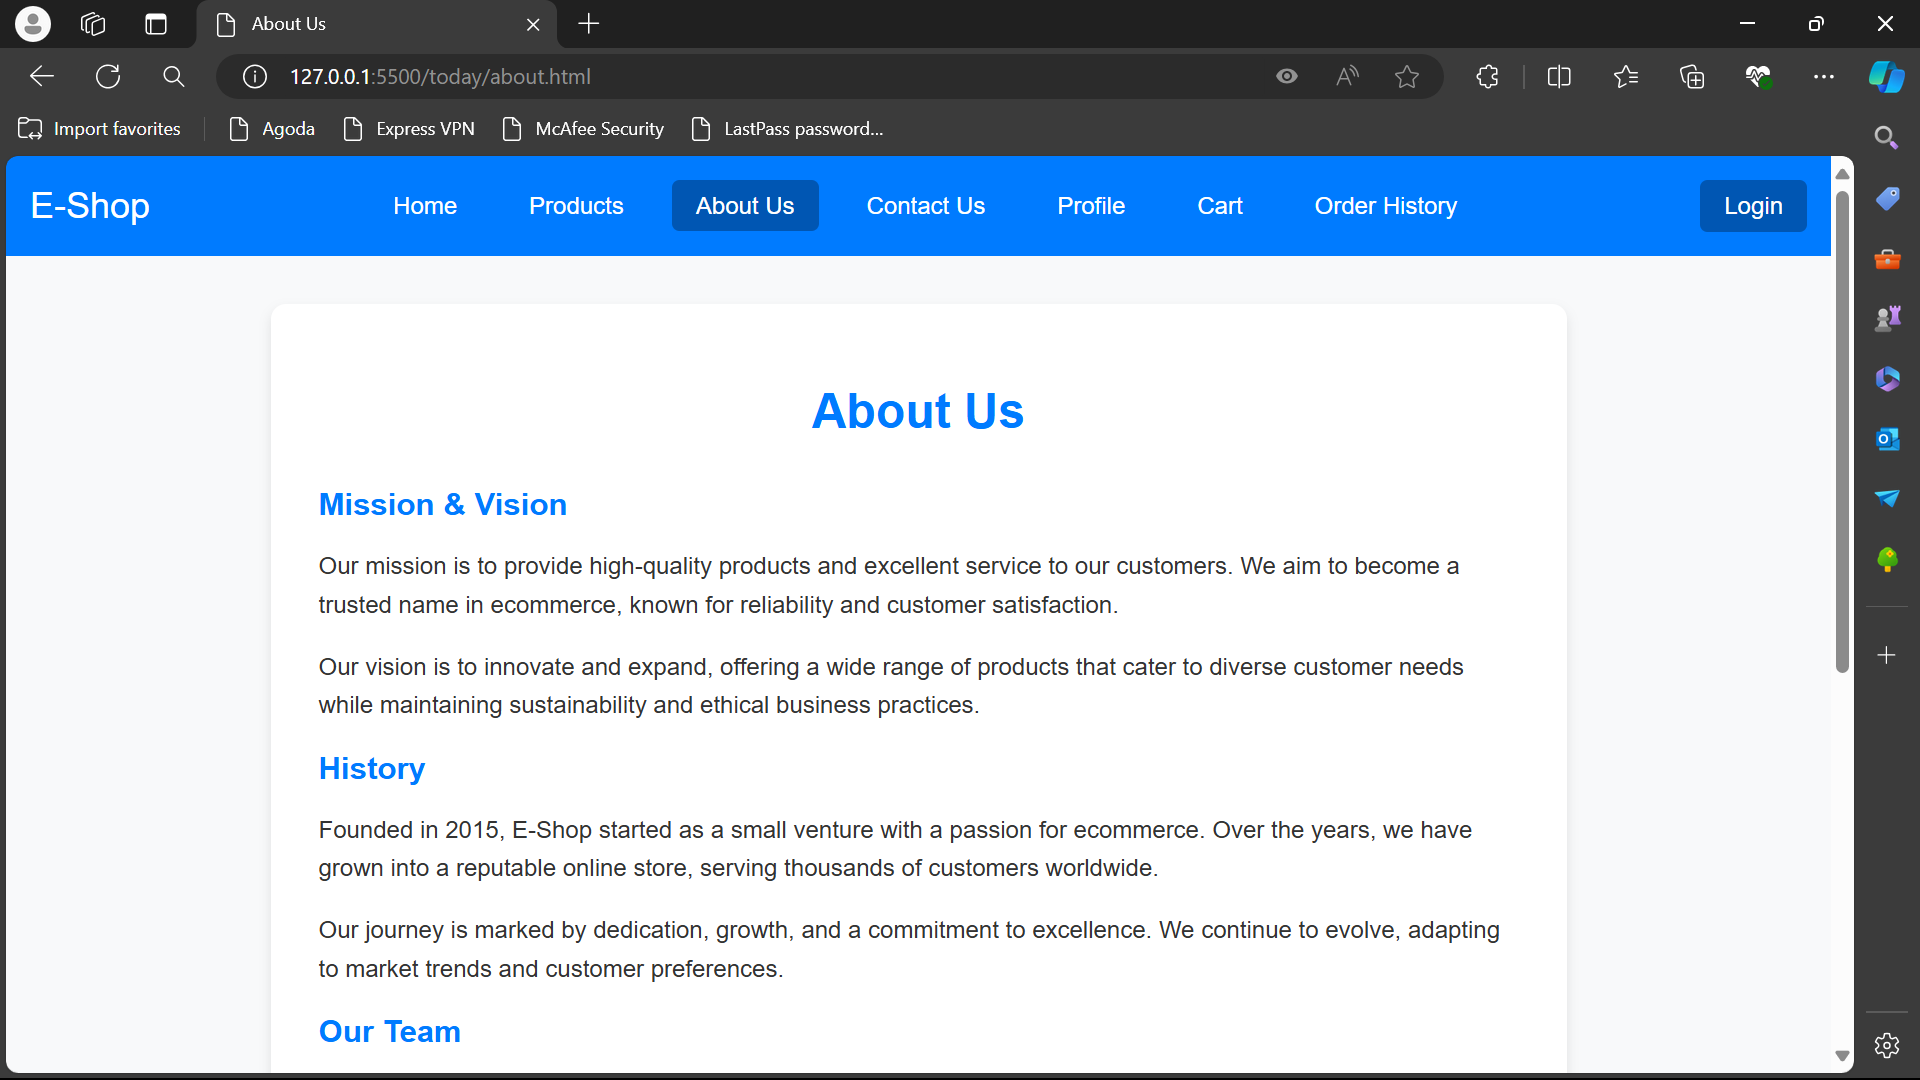 About Us
127.0.0.1:5500/today/about.html
Import favorites
Agoda
Express VPN
McAfee Security
LastPass password...
E-Shop
Home
Products
About Us
Contact Us
Profile
Cart
Order History
Login
About Us
Mission & Vision
Our mission is to provide high-quality products and excellent service to our customers. We aim to become a
trusted name in ecommerce, known for reliability and customer satisfaction.
Our vision is to innovate and expand, offering a wide range of products that cater to diverse customer needs
while maintaining sustainability and ethical business practices.
History
Founded in 2015, E-Shop started as a small venture with a passion for ecommerce. Over the years, we have
grown into a reputable online store, serving thousands of customers worldwide.
Our journey is marked by dedication, growth, and a commitment to excellence. We continue to evolve, adapting
to market trends and customer preferences.
Our Team